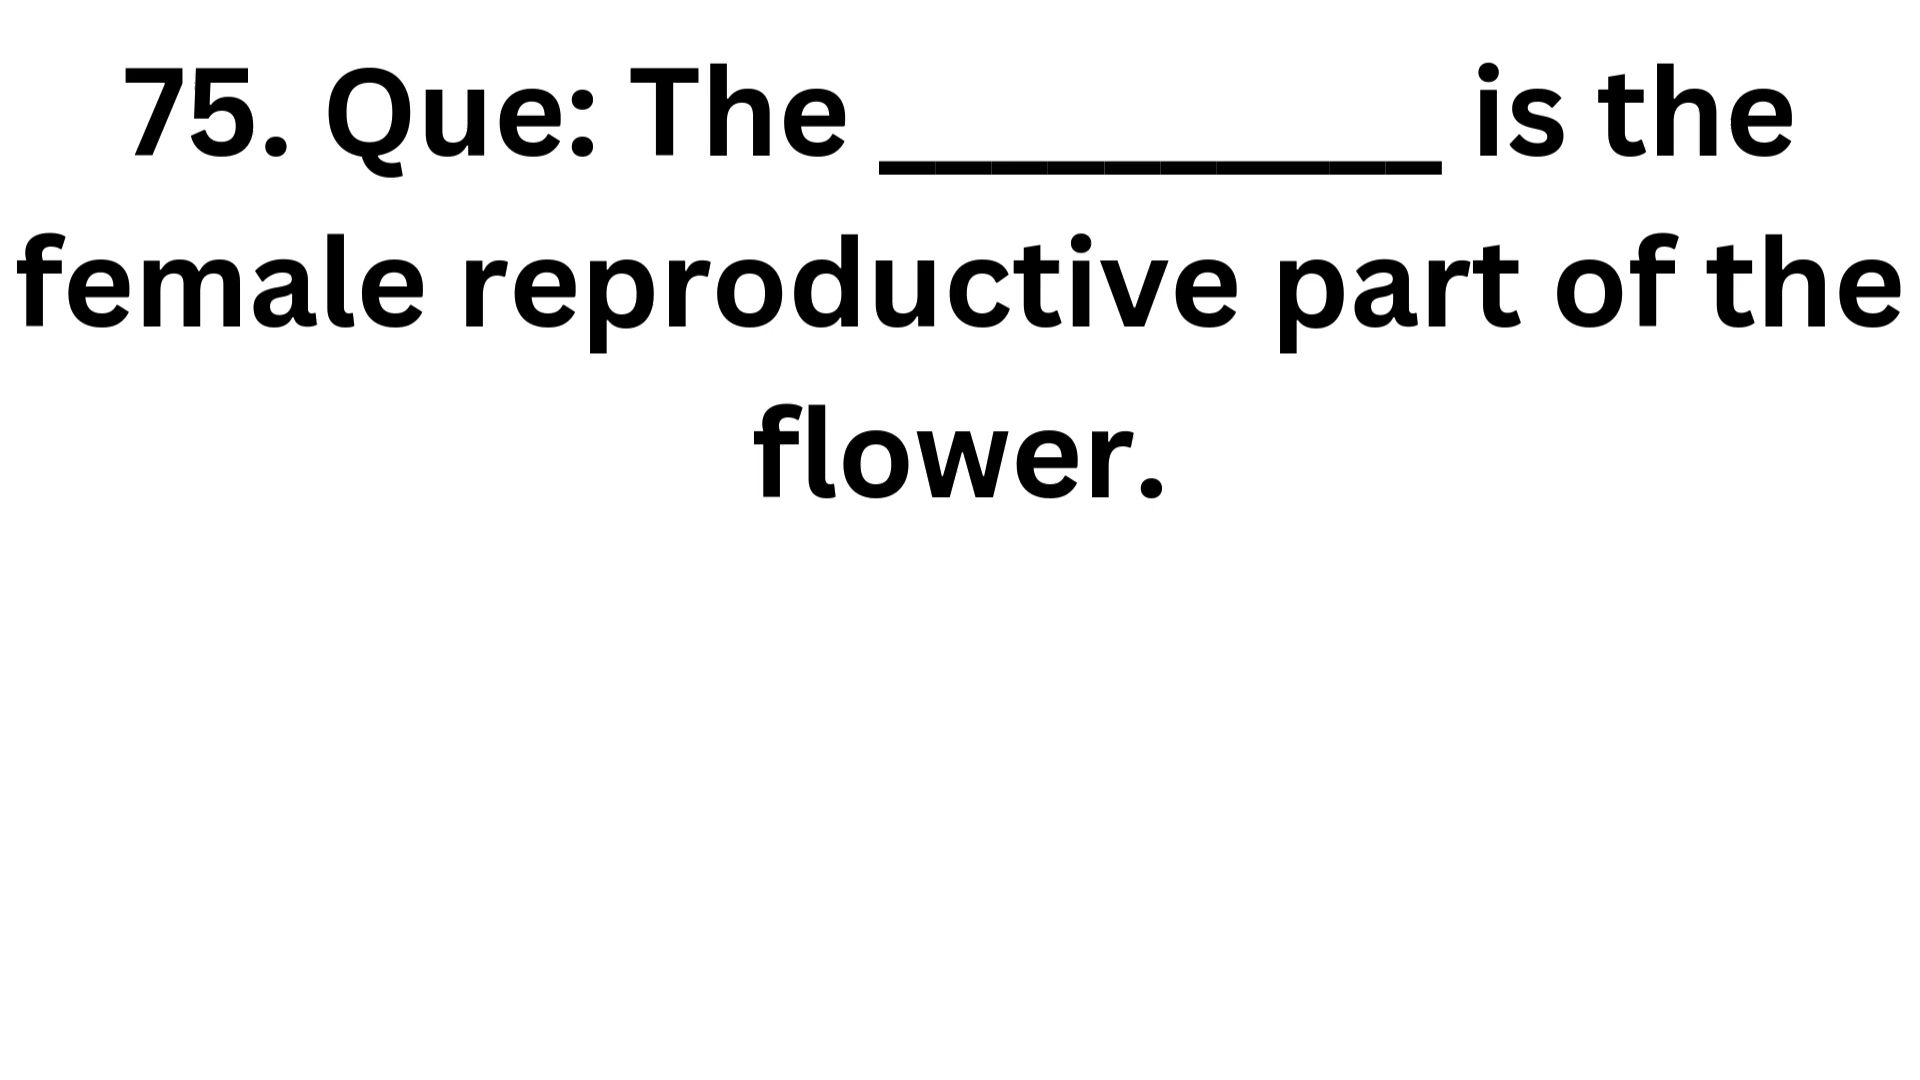 75. Que: The __________ is the
female reproductive part of the
flower.